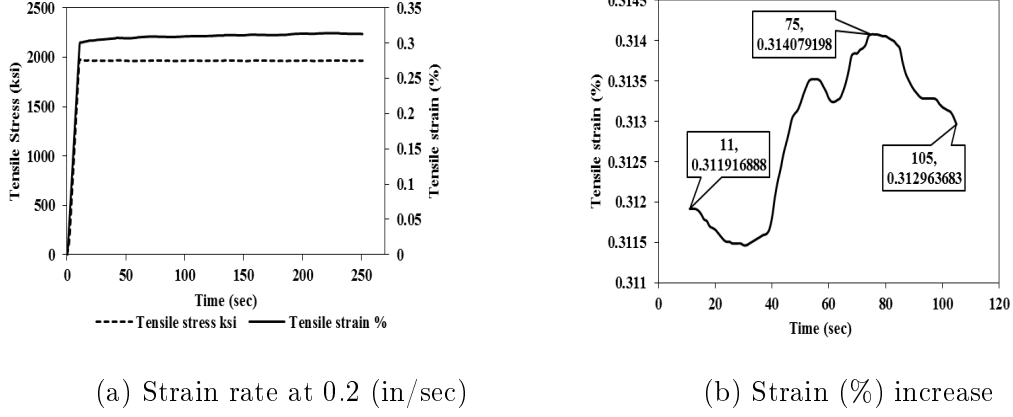 2500
2000
1500
1000
500
0
Tensile Stress (ksi)
0.35
0.3
0.25
0.2
0.15
0.1
0.05
0
Tensile strain (%)
0 50 100 150 200 250
Time (sec)
Tensile stress ksi Tensile strain %
(a) Strain rate at 0.2 (in/sec)
0.3145
0.314
0.3135
0.313
0.3125
0.312
0.3115
0.311
Tensile strain (%)
75,
0.314079198
11,
0.311916888
105,
0.312963683
0 20 40 60 80 100 120
Time (sec)
(b) Strain (%) increase